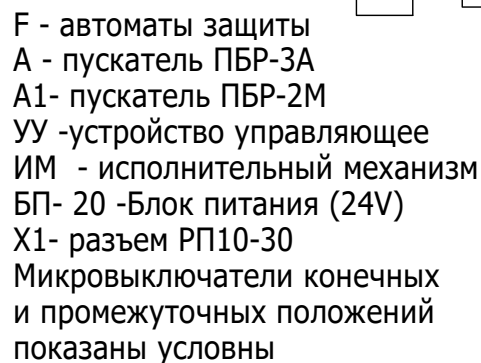 F - автоматы защиты
А - пускатель ПБР-3А
А1- пускатель ПБР-2М
УУ -устройство управляющее
ИМ - исполнительный механизм
БП- 20 -Блок питания (24V)
Х1- разъем РП10-30
Микровыключатели конечных
и промежуточных положений
показаны условны